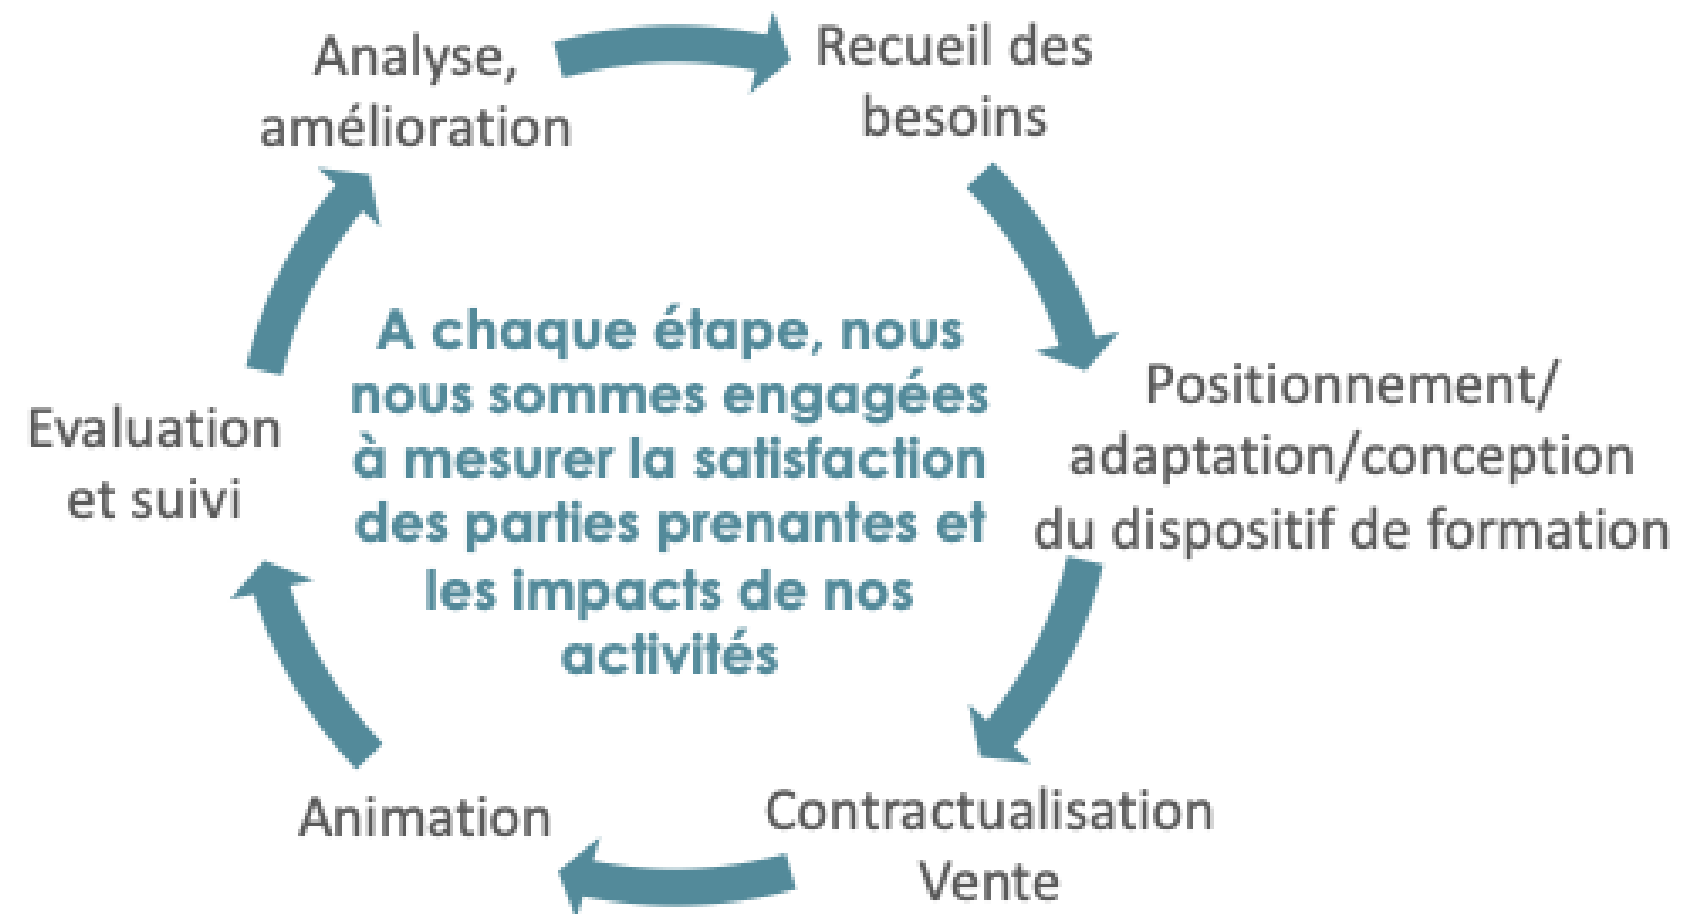 Analyse,
amélioration
Recueil des
besoins
Positionnement/
adaptation/conception
du dispositif de formation
Contractualisation
Vente
Animation
Evaluation
et suivi
A chaque étape, nous
nous sommes engagées
à mesurer la satisfaction
des parties prenantes et
les impacts de nos
activités